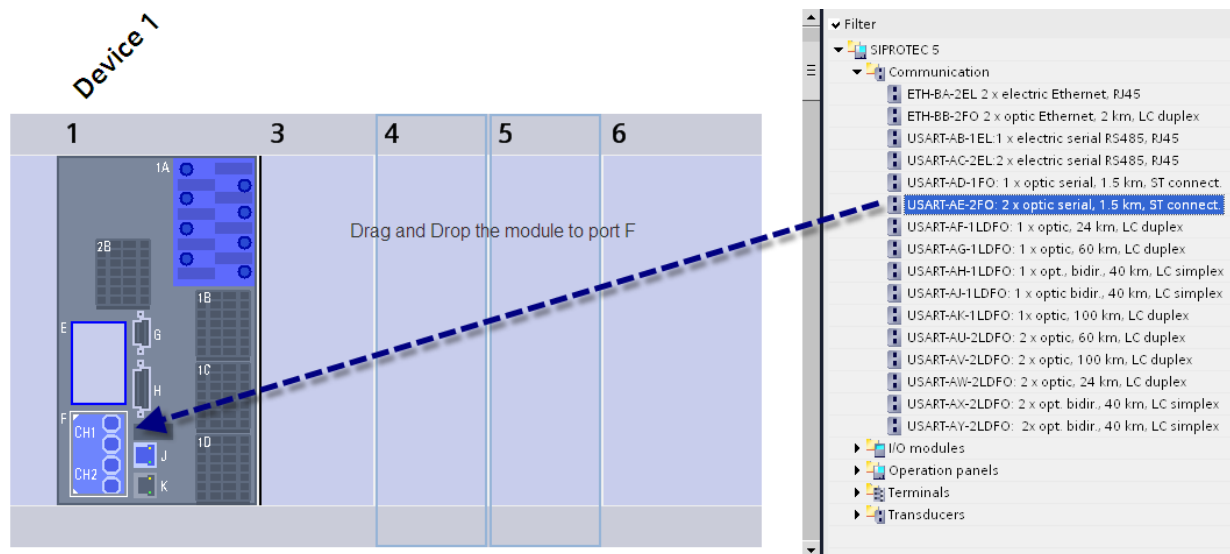 Device 1
1
3
4
5
6
1A
2B
1B
E
G
1C
H
F
CH1
1D
J
CH2
K
Drag and Drop the module to port F
Filter
SIPROTEC 5
Communication
ETH-BA-2EL 2 x electric Ethernet, RJ45
ETH-BB-2FO 2 x optic Ethernet, 2 km, LC duplex
USART-AB-1EL:1 x electric serial RS485, RJ45
USART-AC-2EL:2 x electric serial RS485, RJ45
USART-AD-1FO: 1 x optic serial, 1.5 km, ST connect.
USART-AE-2FO: 2 x optic serial, 1.5 km, ST connect.
USART-AF-1LDFO: 1 x optic, 24 km, LC duplex
USART-AG-1LDFO: 1 x optic, 60 km, LC duplex
USART-AH-1LDFO: 1 x opt., bidir., 40 km, LC simplex
USART-AJ-1LDFO: 1 x optic bidir., 40 km, LC simplex
USART-AK-1LDFO: 1x optic, 100 km, LC duplex
USART-AU-2LDFO: 2 x optic, 60 km, LC duplex
USART-AV-2LDFO: 2 x optic, 100 km, LC duplex
USART-AW-2LDFO: 2 x optic, 24 km, LC duplex
USART-AX-2LDFO: 2 x opt. bidir., 40 km, LC simplex
USART-AY-2LDFO: 2x opt. bidir., 40 km, LC simplex
I/O modules
Operation panels
Terminals
Transducers